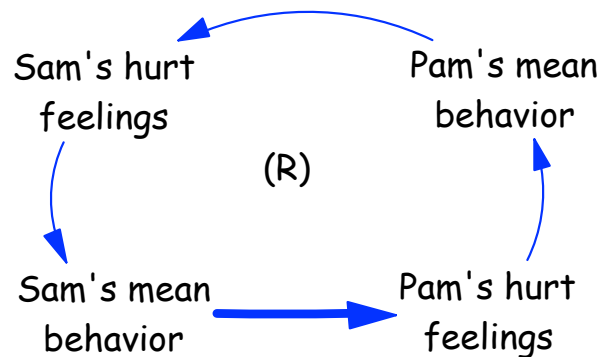 Sam's hurt
feelings
Pam's mean
behavior
(R)
Sam's mean
behavior
Pam's hurt
feelings